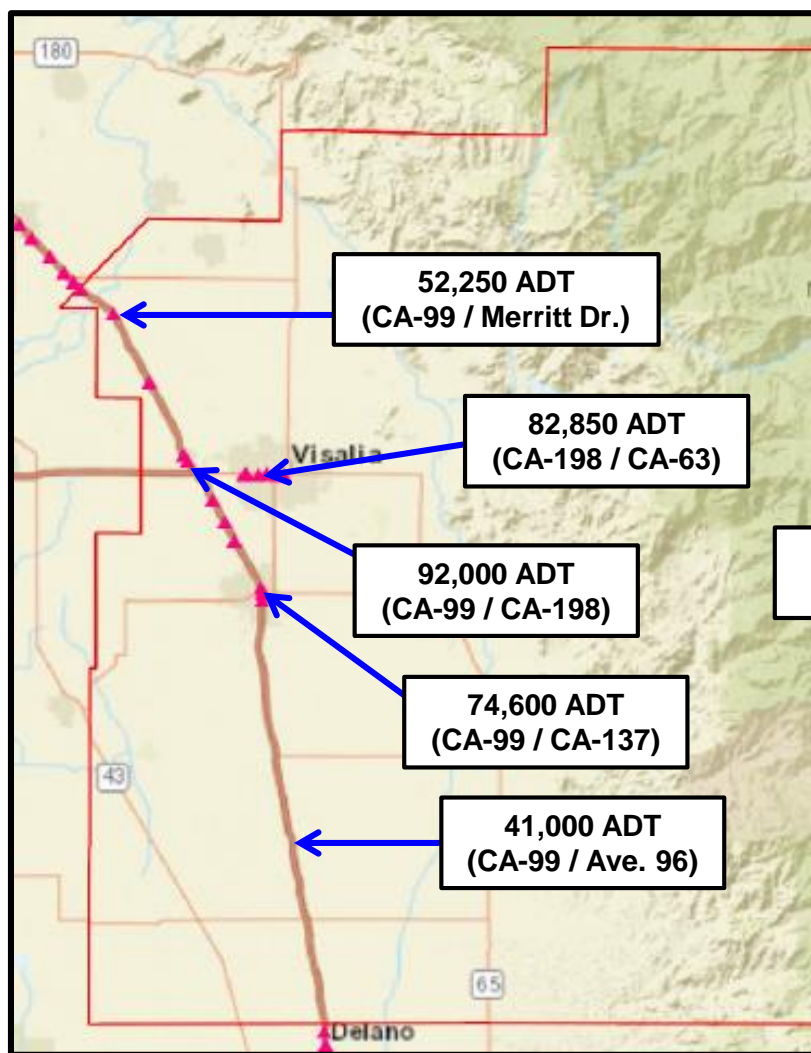 180
52,250 ADT
(CA-99 / Merritt Dr.)
82,850 ADT
(CA-198 / CA-63)
Visalia
92,000 ADT
(CA-99 / CA-198)
74,600 ADT
(CA-99 / CA-137)
43
41,000 ADT
(CA-99 / Ave. 96)
65
Delano